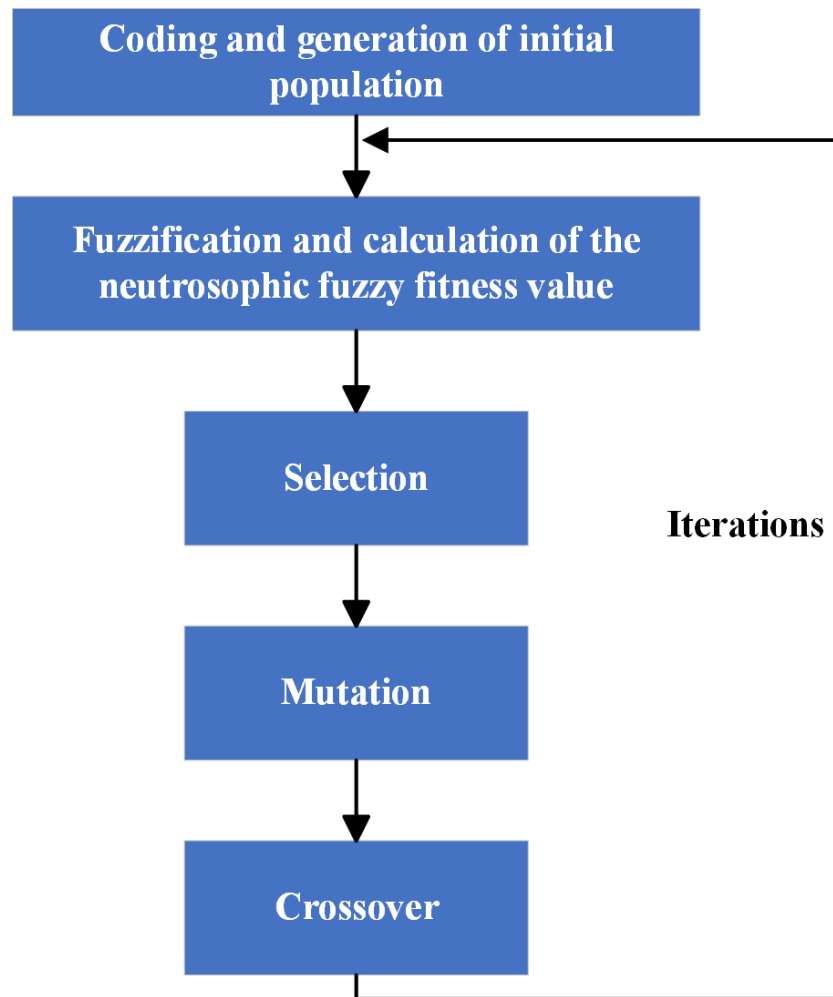 Coding and generation of initial
population
Fuzzification and calculation of the
neutrosophic fuzzy fitness value
Selection
Iterations
Mutation
Crossover